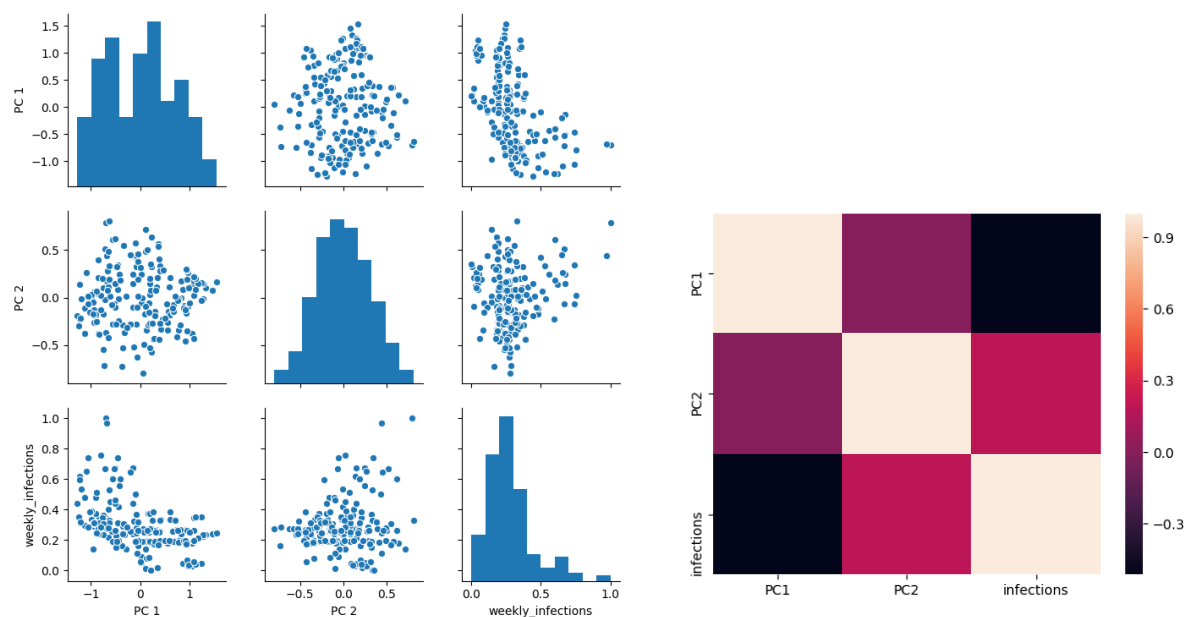 1.5
1.0
0.5
0.0
−0.5
−1.0
PC 1
0.5
0.0
−0.5
PC 2
1.0
0.8
0.6
0.4
0.2
0.0
weekly_infections
−1 0 1
PC 1
−0.5 0.0 0.5
PC 2
0.0 0.5 1.0
weekly_infections
PC1
PC2
infections
PC1 PC2 infections
0.9
0.6
0.3
0.0
−0.3